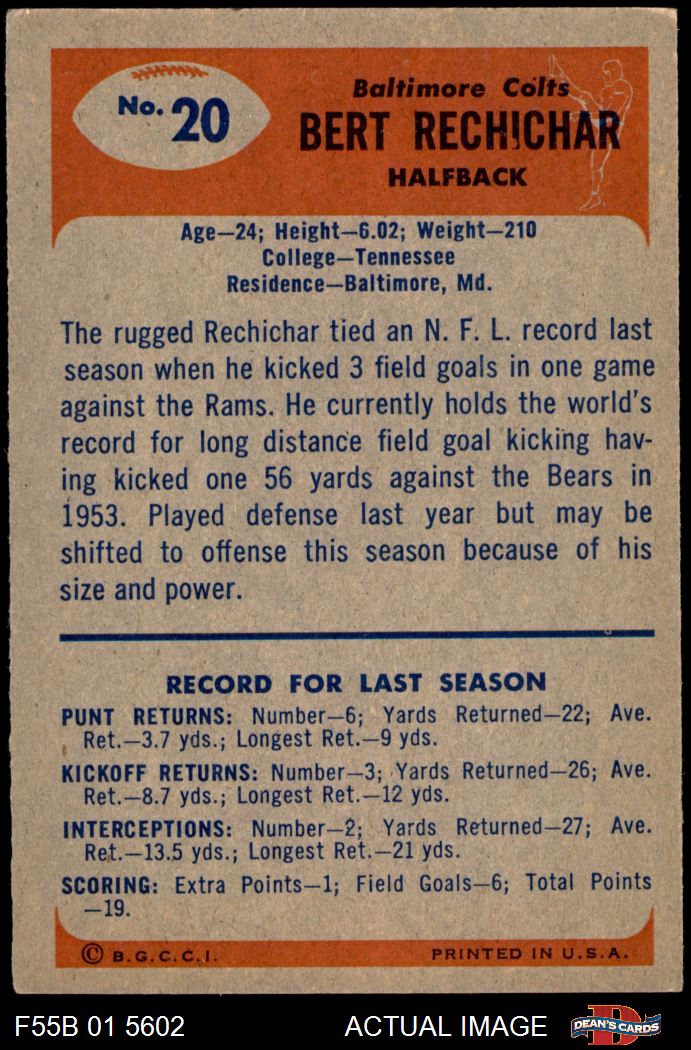 No. 20
Baltimore Colts
BERT RECHICHAR
HALFBACK
Age—24; Height—6.02; Weight—210
College—Tennessee
Residence—Baltimore, Md.
The rugged Rechichar tied an N. F. L. record last
season when he kicked 3 field goals in one game
against the Rams. He currently holds the world's
record for long distance field goal kicking hav-
ing kicked one 56 yards against the Bears in
1953. Played defense last year but may be
shifted to offense this season because of his
size and power.
RECORD FOR LAST SEASON
PUNT RETURNS: Number—6; Yards Returned—22; Ave.
Ret.—3.7 yds.; Longest Ret.—9 yds.
KICKOFF RETURNS: Number—3; Yards Returned—26; Ave.
Ret.—8.7 yds.; Longest Ret.—12 yds.
INTERCEPTIONS: Number—2; Yards Returned—27; Ave.
Ret.—13.5 yds.; Longest Ret.—21 yds.
SCORING: Extra Points—1; Field Goals—6; Total Points
—19.
© B.G.C.C.I. PRINTED IN U.S.A.
F55B 01 5602 ACTUAL IMAGE D DEAN'S CARDS